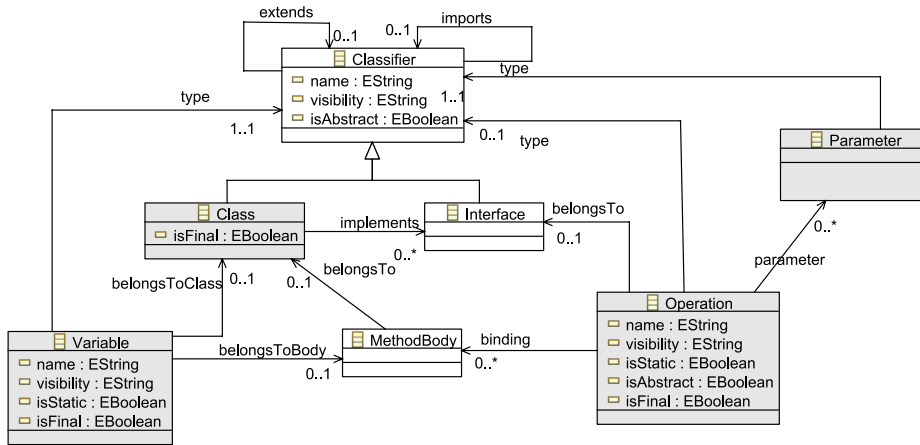 extends
imports
0..1
0..1
Classifier
name : EString
visibility : EString
isAbstract : EBoolean
type
1..1
type
1..1
0..1
type
Parameter
Class
isFinal : EBoolean
implements
0..*
Interface
belongsTo
0..1
0..*
parameter
belongsToClass
0..1
belongsTo
0..1
Operation
name : EString
visibility : EString
isStatic : EBoolean
isAbstract : EBoolean
isFinal : EBoolean
Variable
name : EString
visibility : EString
isStatic : EBoolean
isFinal : EBoolean
belongsToBody
0..1
MethodBody
binding
0..*